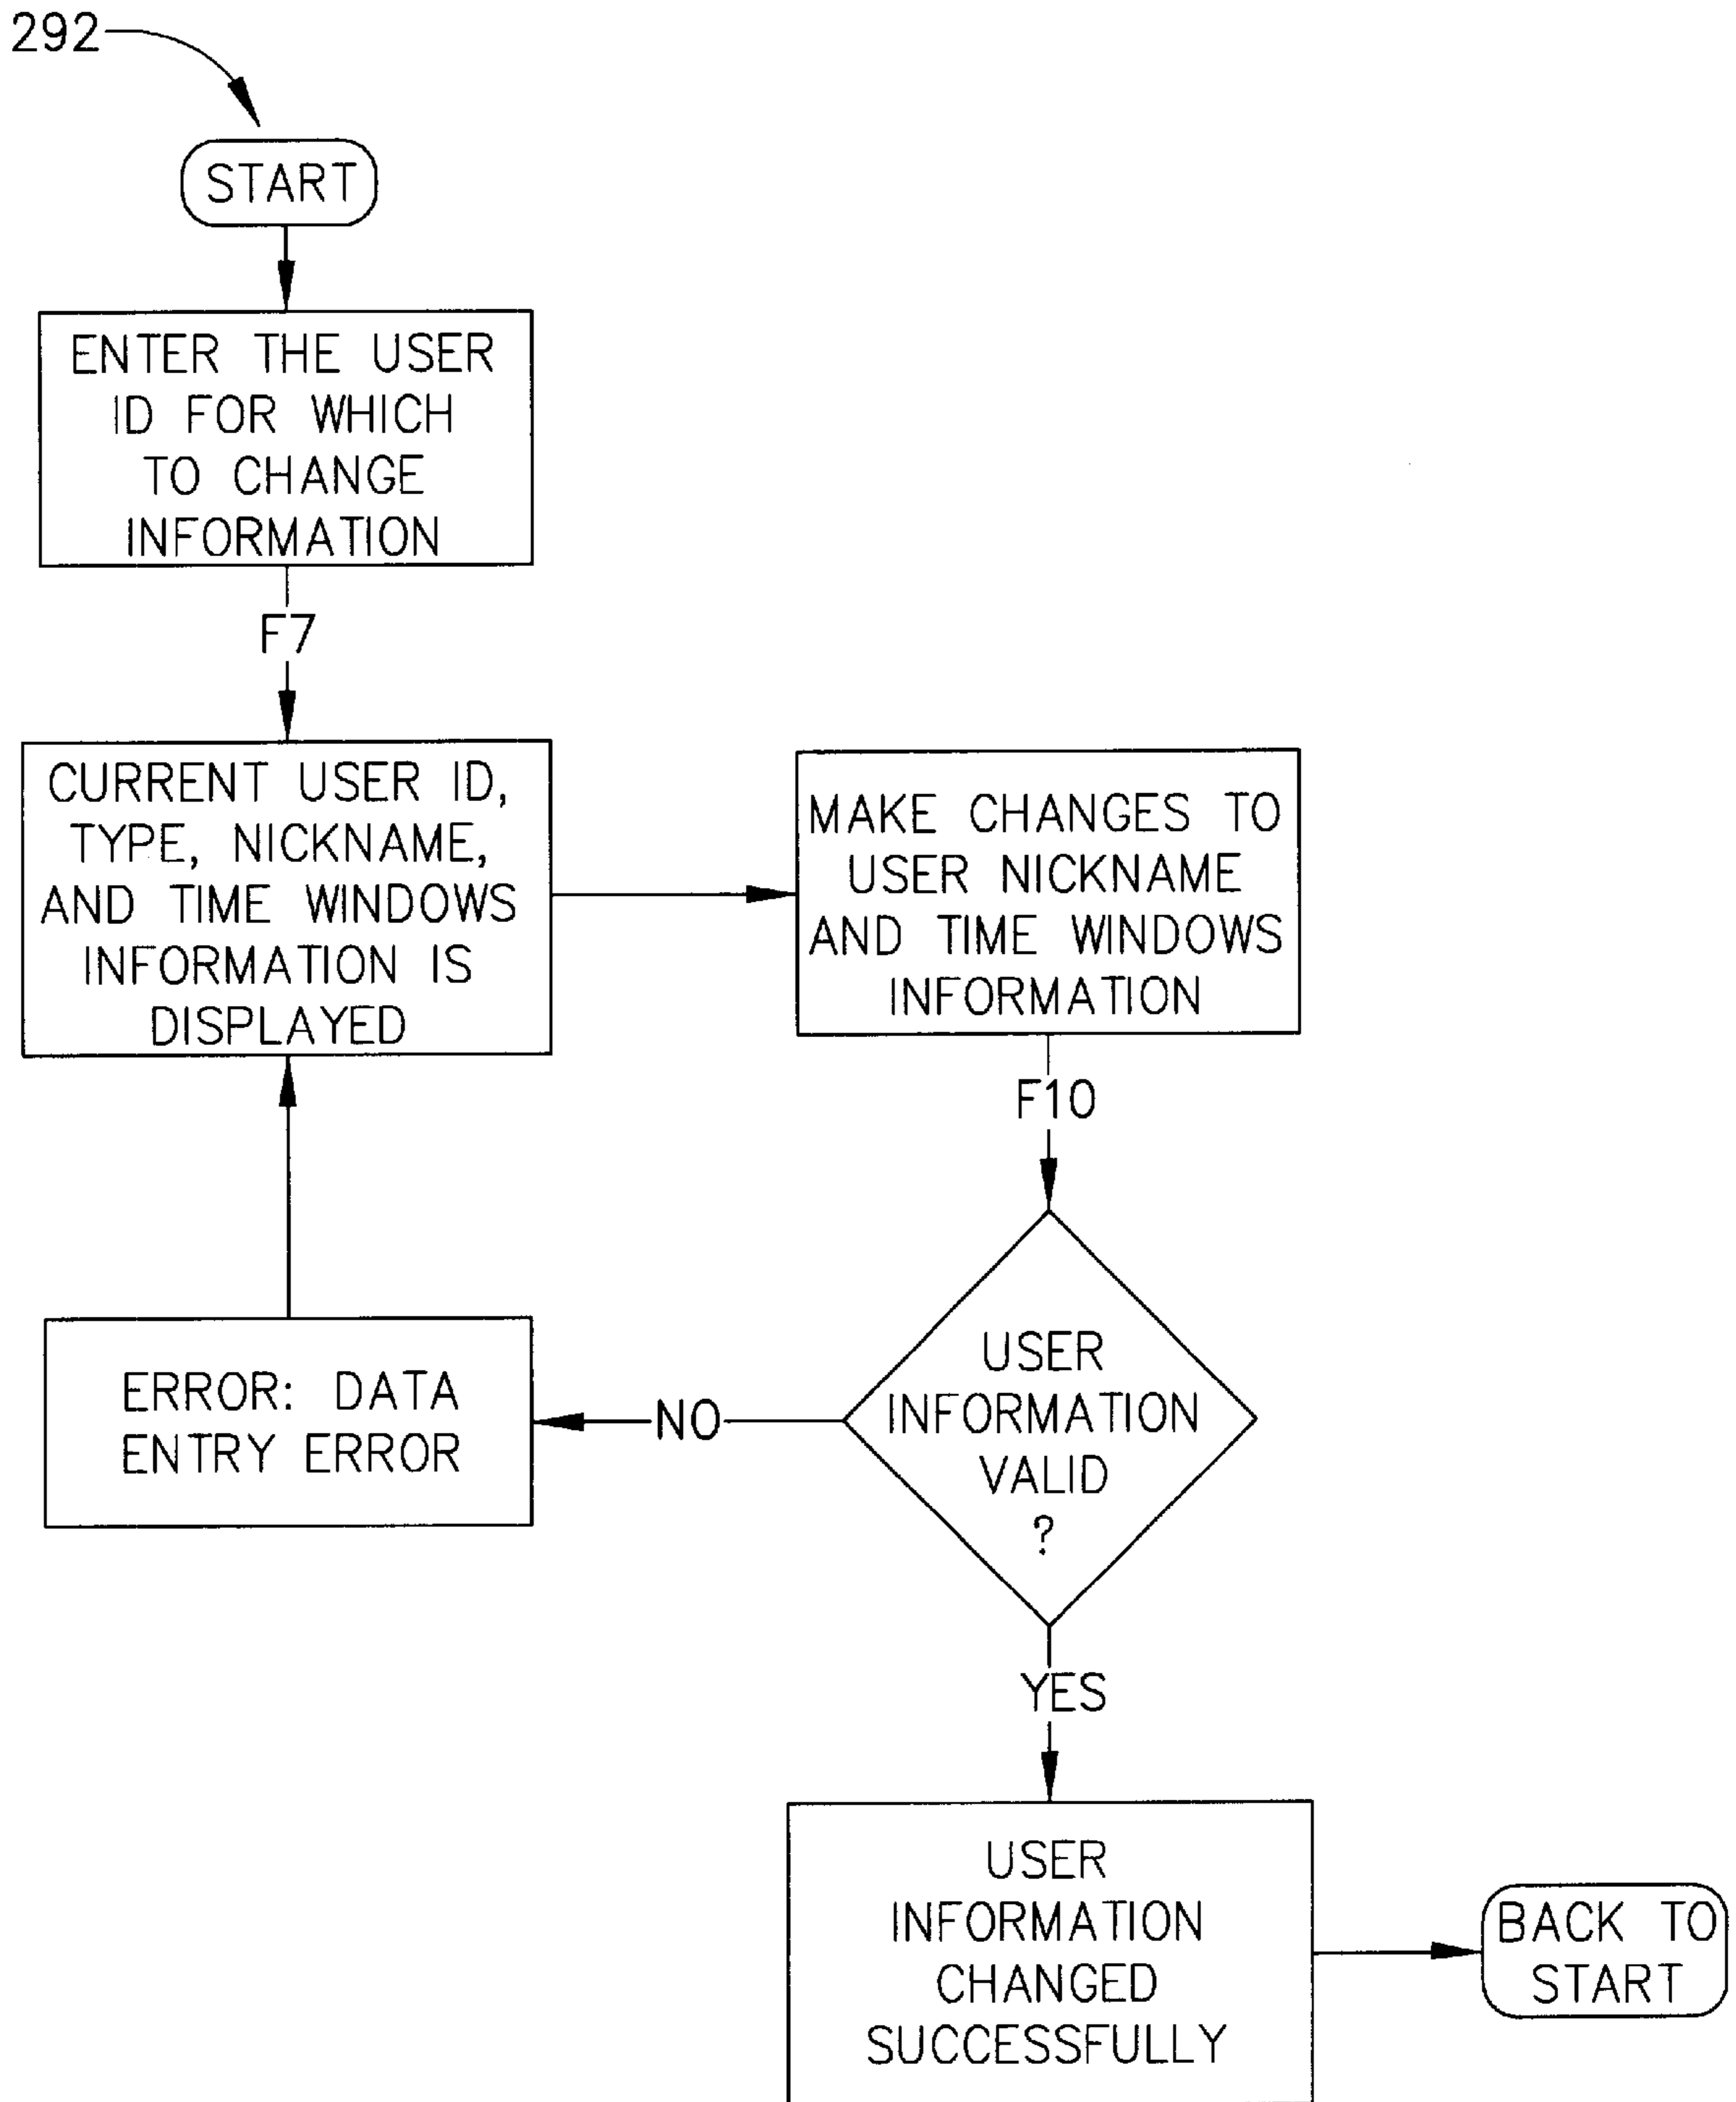 292
START
ENTER THE USER
ID FOR WHICH
TO CHANGE
INFORMATION
F7
CURRENT USER ID,
TYPE, NICKNAME,
AND TIME WINDOWS
INFORMATION IS
DISPLAYED
MAKE CHANGES TO
USER NICKNAME
AND TIME WINDOWS
INFORMATION
F10
USER
INFORMATION
VALID
?
NO
ERROR: DATA
ENTRY ERROR
YES
USER
INFORMATION
CHANGED
SUCCESSFULLY
BACK TO
START